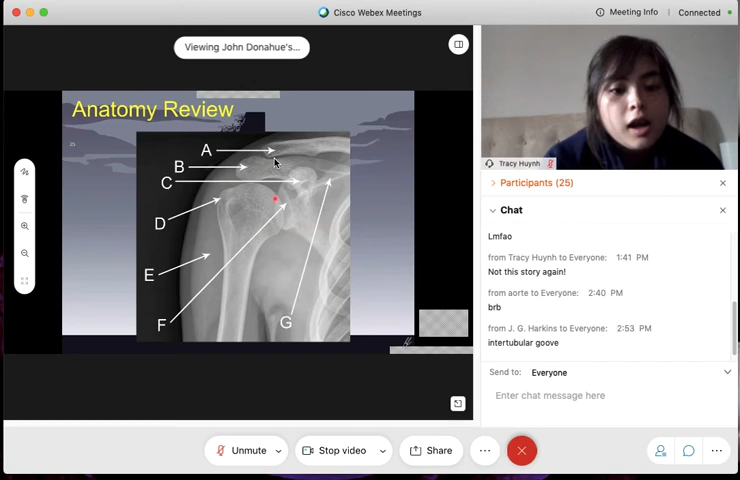 Cisco Webex Meetings
Meeting Info
Connected
Viewing John Donahue's...
Anatomy Review
25
A
B
C
D
E
F
G
Tracy Huynh
Participants (25)
Chat
Lmfao
from Tracy Huynh to Everyone: 1:41 PM
Not this story again!
from aorte to Everyone: 2:40 PM
brb
from J. G. Harkins to Everyone: 2:53 PM
intertubular goove
Send to: Everyone
Enter chat message here
Unmute
Stop video
Share